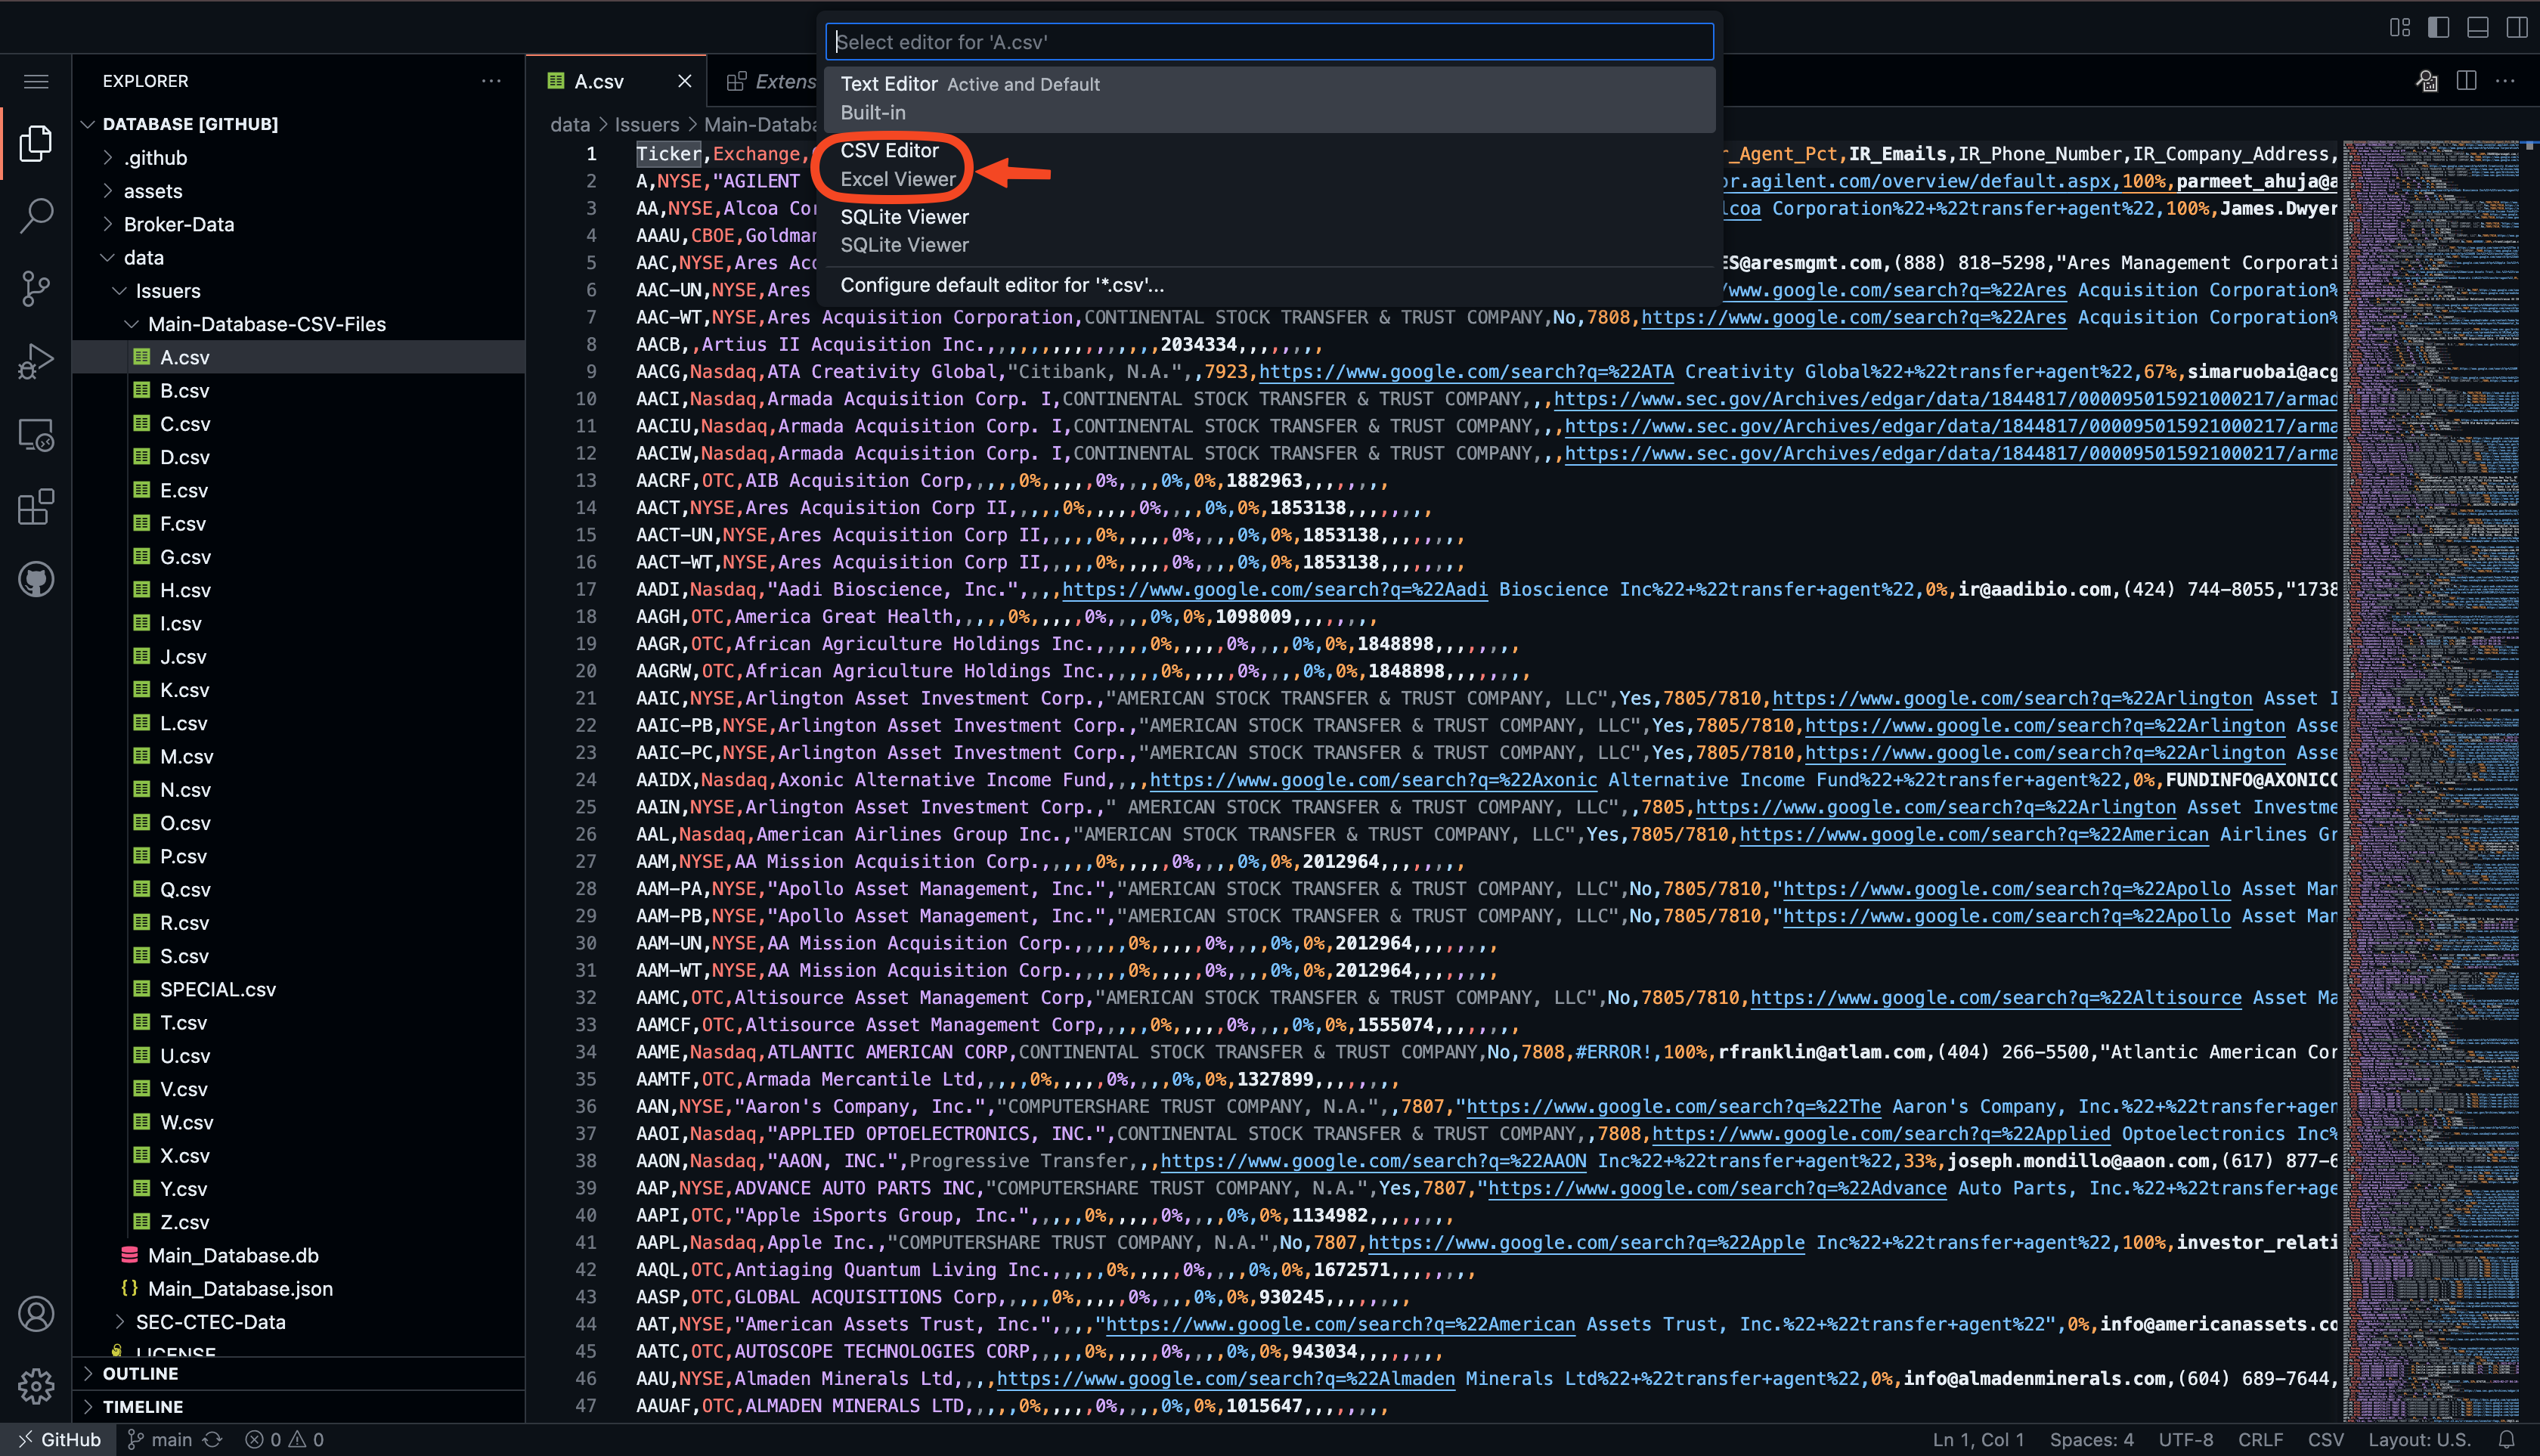 Select editor for 'A.csv'
Text Editor Active and Default
Built-in
CSV Editor
Excel Viewer
SQLite Viewer
SQLite Viewer
Configure default editor for '*.csv'...
EXPLORER
DATABASE [GITHUB]
.github
assets
Broker-Data
data
Issuers
Main-Database-CSV-Files
A.csv
B.csv
C.csv
D.csv
E.csv
F.csv
G.csv
H.csv
I.csv
J.csv
K.csv
L.csv
M.csv
N.csv
O.csv
P.csv
Q.csv
R.csv
S.csv
SPECIAL.csv
T.csv
U.csv
V.csv
W.csv
X.csv
Y.csv
Z.csv
Main_Database.db
Main_Database.json
SEC-CTEC-Data
LICENSE
OUTLINE
TIMELINE
A.csv
Extens
data > Issuers > Main-Databa
1 Ticker,Exchange, r_Agent_Pct,IR_Emails,IR_Phone_Number,IR_Company_Address,
2 A,NYSE,"AGILENT or.agilent.com/overview/default.aspx,100%,parmeet_ahuja@a
3 AA,NYSE,Alcoa Cor lcoa Corporation%22+%22transfer+agent%22,100%,James.Dwyer
4 AAAU,CBOE,Goldman
5 AAC,NYSE,Ares Acq ES@aresmgmt.com,(888) 818-5298,"Ares Management Corporati
6 AAC-UN,NYSE,Ares /www.google.com/search?q=%22Ares Acquisition Corporation%
7 AAC-WT,NYSE,Ares Acquisition Corporation,CONTINENTAL STOCK TRANSFER & TRUST COMPANY,No,7808,https://www.google.com/search?q=%22Ares Acquisition Corporation%
8 AACB,,Artius II Acquisition Inc.,,,,,,,,,,,,,,,2034334,,,,,,,,
9 AACG,Nasdaq,ATA Creativity Global,"Citibank, N.A.",,7923,https://www.google.com/search?q=%22ATA Creativity Global%22+%22transfer+agent%22,67%,simaruobai@acg
10 AACI,Nasdaq,Armada Acquisition Corp. I,CONTINENTAL STOCK TRANSFER & TRUST COMPANY,,,https://www.sec.gov/Archives/edgar/data/1844817/000095015921000217/armad
11 AACIU,Nasdaq,Armada Acquisition Corp. I,CONTINENTAL STOCK TRANSFER & TRUST COMPANY,,,https://www.sec.gov/Archives/edgar/data/1844817/000095015921000217/arma
12 AACIW,Nasdaq,Armada Acquisition Corp. I,CONTINENTAL STOCK TRANSFER & TRUST COMPANY,,,https://www.sec.gov/Archives/edgar/data/1844817/000095015921000217/arma
13 AACRF,OTC,AIB Acquisition Corp,,,,,0%,,,,,0%,,,,0%,0%,1882963,,,,,,,,
14 AACT,NYSE,Ares Acquisition Corp II,,,,,0%,,,,,0%,,,,0%,0%,1853138,,,,,,,,
15 AACT-UN,NYSE,Ares Acquisition Corp II,,,,,0%,,,,,0%,,,,0%,0%,1853138,,,,,,,,
16 AACT-WT,NYSE,Ares Acquisition Corp II,,,,,0%,,,,,0%,,,,0%,0%,1853138,,,,,,,,
17 AADI,Nasdaq,"Aadi Bioscience, Inc.",,,,https://www.google.com/search?q=%22Aadi Bioscience Inc%22+%22transfer+agent%22,0%,ir@aadibio.com,(424) 744-8055,"1738
18 AAGH,OTC,America Great Health,,,,,0%,,,,,0%,,,,0%,0%,1098009,,,,,,,,
19 AAGR,OTC,African Agriculture Holdings Inc.,,,,,0%,,,,,0%,,,,0%,0%,1848898,,,,,,,,
20 AAGRW,OTC,African Agriculture Holdings Inc.,,,,,0%,,,,,0%,,,,0%,0%,1848898,,,,,,,,
21 AAIC,NYSE,Arlington Asset Investment Corp.,"AMERICAN STOCK TRANSFER & TRUST COMPANY, LLC",Yes,7805/7810,https://www.google.com/search?q=%22Arlington Asset I
22 AAIC-PB,NYSE,Arlington Asset Investment Corp.,"AMERICAN STOCK TRANSFER & TRUST COMPANY, LLC",Yes,7805/7810,https://www.google.com/search?q=%22Arlington Asse
23 AAIC-PC,NYSE,Arlington Asset Investment Corp.,"AMERICAN STOCK TRANSFER & TRUST COMPANY, LLC",Yes,7805/7810,https://www.google.com/search?q=%22Arlington Asse
24 AAIDX,Nasdaq,Axonic Alternative Income Fund,,,,https://www.google.com/search?q=%22Axonic Alternative Income Fund%22+%22transfer+agent%22,0%,FUNDINFO@AXONICC
25 AAIN,NYSE,Arlington Asset Investment Corp.," AMERICAN STOCK TRANSFER & TRUST COMPANY, LLC",,7805,https://www.google.com/search?q=%22Arlington Asset Investme
26 AAL,Nasdaq,American Airlines Group Inc.,"AMERICAN STOCK TRANSFER & TRUST COMPANY, LLC",Yes,7805/7810,https://www.google.com/search?q=%22American Airlines Gr
27 AAM,NYSE,AA Mission Acquisition Corp.,,,,,0%,,,,,0%,,,,0%,0%,2012964,,,,,,,,
28 AAM-PA,NYSE,"Apollo Asset Management, Inc.","AMERICAN STOCK TRANSFER & TRUST COMPANY, LLC",No,7805/7810,"https://www.google.com/search?q=%22Apollo Asset Man
29 AAM-PB,NYSE,"Apollo Asset Management, Inc.","AMERICAN STOCK TRANSFER & TRUST COMPANY, LLC",No,7805/7810,"https://www.google.com/search?q=%22Apollo Asset Man
30 AAM-UN,NYSE,AA Mission Acquisition Corp.,,,,,0%,,,,,0%,,,,0%,0%,2012964,,,,,,,,
31 AAM-WT,NYSE,AA Mission Acquisition Corp.,,,,,0%,,,,,0%,,,,0%,0%,2012964,,,,,,,,
32 AAMC,OTC,Altisource Asset Management Corp,"AMERICAN STOCK TRANSFER & TRUST COMPANY, LLC",No,7805/7810,https://www.google.com/search?q=%22Altisource Asset Ma
33 AAMCF,OTC,Altisource Asset Management Corp,,,,,0%,,,,,0%,,,,0%,0%,1555074,,,,,,,,
34 AAME,Nasdaq,ATLANTIC AMERICAN CORP,CONTINENTAL STOCK TRANSFER & TRUST COMPANY,No,7808,#ERROR!,100%,rfranklin@atlam.com,(404) 266-5500,"Atlantic American Cor
35 AAMTF,OTC,Armada Mercantile Ltd,,,,,0%,,,,,0%,,,,0%,0%,1327899,,,,,,,,
36 AAN,NYSE,"Aaron's Company, Inc.","COMPUTERSHARE TRUST COMPANY, N.A.",,7807,"https://www.google.com/search?q=%22The Aaron's Company, Inc.%22+%22transfer+agen
37 AAOI,Nasdaq,"APPLIED OPTOELECTRONICS, INC.",CONTINENTAL STOCK TRANSFER & TRUST COMPANY,,7808,https://www.google.com/search?q=%22Applied Optoelectronics Inc%
38 AAON,Nasdaq,"AAON, INC.",Progressive Transfer,,,https://www.google.com/search?q=%22AAON Inc%22+%22transfer+agent%22,33%,joseph.mondillo@aaon.com,(617) 877-6
39 AAP,NYSE,ADVANCE AUTO PARTS INC,"COMPUTERSHARE TRUST COMPANY, N.A.",Yes,7807,"https://www.google.com/search?q=%22Advance Auto Parts, Inc.%22+%22transfer+age
40 AAPI,OTC,"Apple iSports Group, Inc.",,,,,0%,,,,,0%,,,,0%,0%,1134982,,,,,,,,
41 AAPL,Nasdaq,Apple Inc.,"COMPUTERSHARE TRUST COMPANY, N.A.",No,7807,https://www.google.com/search?q=%22Apple Inc%22+%22transfer+agent%22,100%,investor_relati
42 AAQL,OTC,Antiaging Quantum Living Inc.,,,,,0%,,,,,0%,,,,0%,0%,1672571,,,,,,,,
43 AASP,OTC,GLOBAL ACQUISITIONS Corp,,,,,0%,,,,,0%,,,,0%,0%,930245,,,,,,,,
44 AAT,NYSE,"American Assets Trust, Inc.",,,,"https://www.google.com/search?q=%22American Assets Trust, Inc.%22+%22transfer+agent%22",0%,info@americanassets.co
45 AATC,OTC,AUTOSCOPE TECHNOLOGIES CORP,,,,,0%,,,,,0%,,,,0%,0%,943034,,,,,,,,
46 AAU,NYSE,Almaden Minerals Ltd,,,,https://www.google.com/search?q=%22Almaden Minerals Ltd%22+%22transfer+agent%22,0%,info@almadenminerals.com,(604) 689-7644,
47 AAUAF,OTC,ALMADEN MINERALS LTD,,,,,0%,,,,,0%,,,,0%,0%,1015647,,,,,,,,
GitHub main 0 0 Ln 1, Col 1 Spaces: 4 UTF-8 CRLF CSV Layout: U.S.